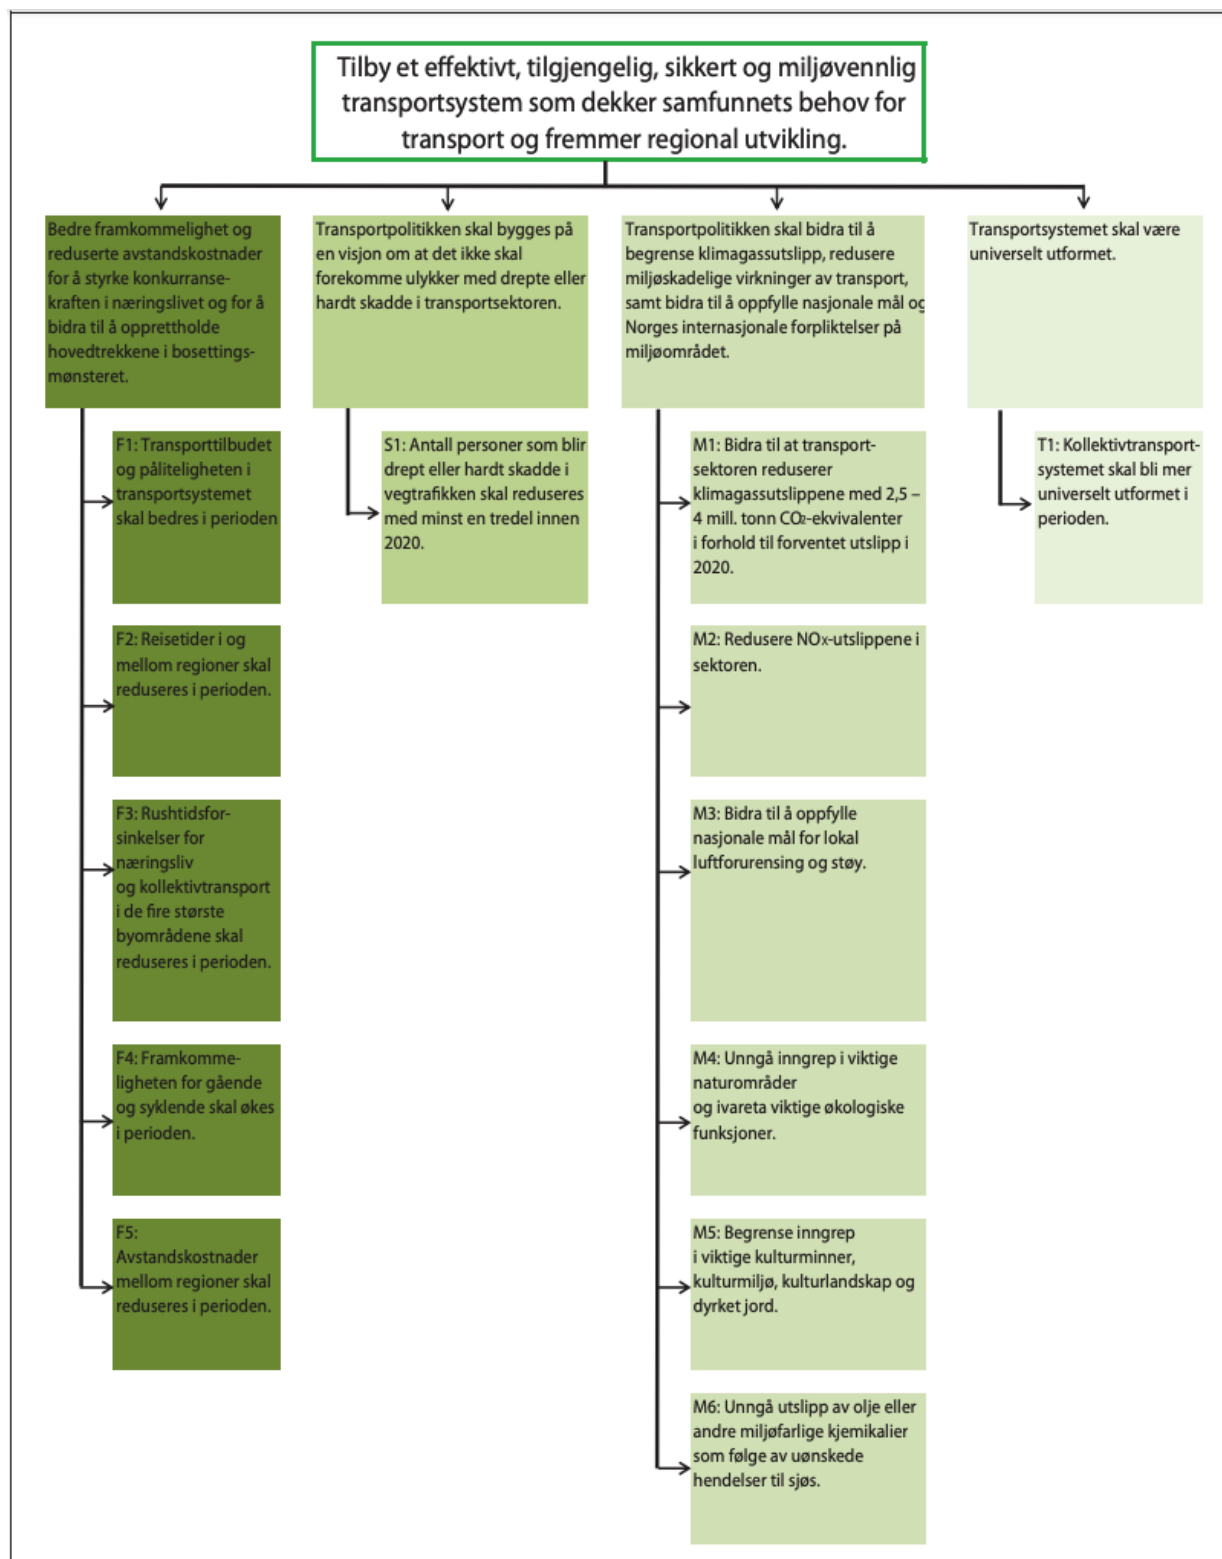 Tilby et effektivt, tilgjengelig, sikkert og miljøvennlig
transportsystem som dekker samfunnets behov for
transport og fremmer regional utvikling.
Bedre framkommelighet og
reduserte avstandskostnader
for å styrke konkurranse-
kraften i næringslivet og for å
bidra til å opprettholde
hovedtrekkene i bosettings-
mønsteret.
F1: Transporttilbudet
og påliteligheten i
transportsystemet
skal bedres i perioden
F2: Reisetider i og
mellom regioner skal
reduseres i perioden.
F3: Rushtidsfor-
sinkelser for
næringsliv
og kollektivtransport
i de fire største
byområdene skal
reduseres i perioden.
F4: Framkomme-
ligheten for gående
og syklende skal økes
i perioden.
F5:
Avstandskostnader
mellom regioner skal
reduseres i perioden.
Transportpolitikken skal bygges på
en visjon om at det ikke skal
forekomme ulykker med drepte eller
hardt skadde i transportsektoren.
S1: Antall personer som blir
drept eller hardt skadde i
vegtrafikken skal reduseres
med minst en tredel innen
2020.
Transportpolitikken skal bidra til å
begrense klimagassutslipp, redusere
miljøskadelige virkninger av transport,
samt bidra til å oppfylle nasjonale mål og
Norges internasjonale forpliktelser på
miljøområdet.
M1: Bidra til at transport-
sektoren reduserer
klimagassutslippene med 2,5 –
4 mill. tonn CO2-ekvivalenter
i forhold til forventet utslipp i
2020.
M2: Redusere NOx-utslippene i
sektoren.
M3: Bidra til å oppfylle
nasjonale mål for lokal
luftforurensing og støy.
M4: Unngå inngrep i viktige
naturområder
og ivareta viktige økologiske
funksjoner.
M5: Begrense inngrep
i viktige kulturminner,
kulturmiljø, kulturlandskap og
dyrket jord.
M6: Unngå utslipp av olje eller
andre miljøfarlige kjemikalier
som følge av uønskede
hendelser til sjøs.
Transportsystemet skal være
universelt utformet.
T1: Kollektivtransport-
systemet skal bli mer
universelt utformet i
perioden.